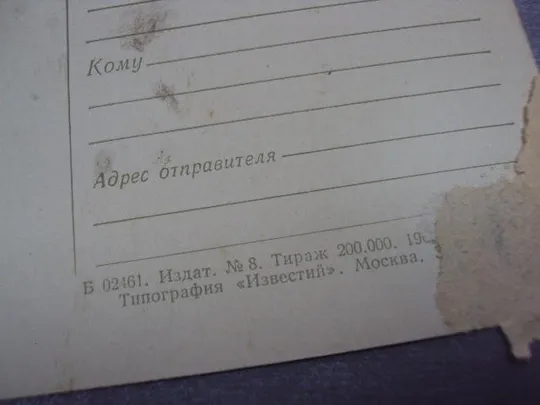 Кому
Адрес отправителя
Б 02461. Издат. № 8. Тираж 200.000.
Типография «Известий». Москва.